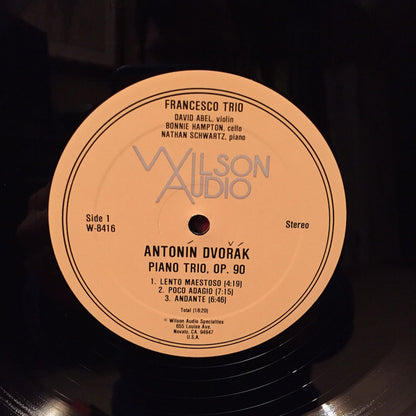 FRANCESCO TRIO
DAVID ABEL, violin
BONNIE HAMPTON, cello
NATHAN SCHWARTZ, piano
WILSON
AUDIO
Side 1
W-8416
Stereo
ANTONÍN DVOŘÁK
PIANO TRIO, OP. 90
1. LENTO MAESTOSO [4:19]
2. POCO ADAGIO [7:15]
3. ANDANTE [6:46]
Total (18:20)
℗ Wilson Audio Specialties
655 Louise Ave.
Novato, CA. 94947
U.S.A.